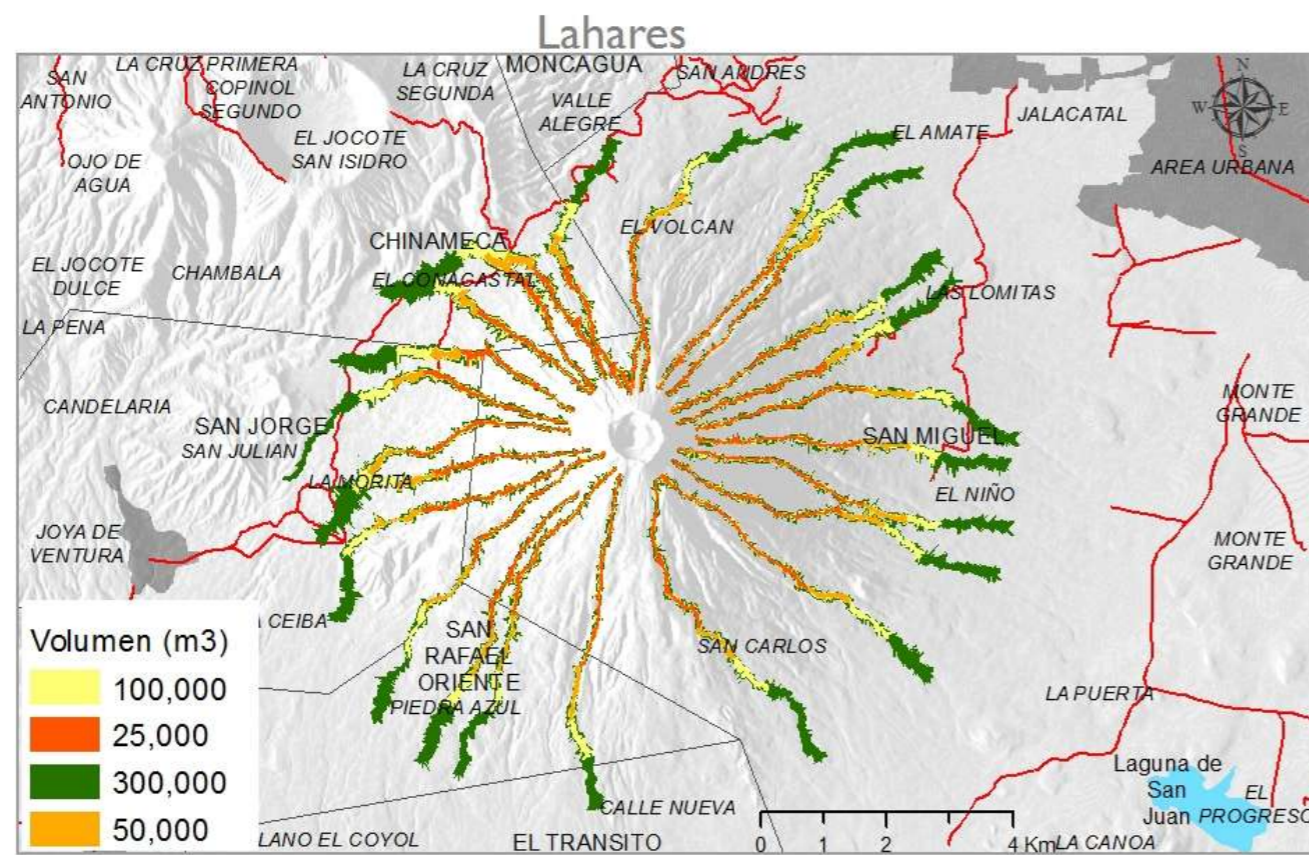 Lahares
LA CRUZ PRIMERA
MONCAGUA
SAN
ANTONIO
COPINOL
SEGUNDO
LA CRUZ
SEGUNDA
SAN ANDRES
VALLE
ALEGRE
N
W
E
S
JALACATAL
EL JOCOTE
SAN ISIDRO
EL AMATE
OJO DE
AGUA
AREA URBANA
EL VOLCAN
CHINAMECA
EL JOCOTE
DULCE
CHAMBALA
EL CONACASTAL
LAS LOMITAS
LA PENA
CANDELARIA
MONTE
GRANDE
SAN JORGE
SAN JULIAN
SAN MIGUEL
LA MORITA
EL NIÑO
JOYA DE
VENTURA
MONTE
GRANDE
A CEIBA
SAN
RAFAEL
ORIENTE
PIEDRA AZUL
SAN CARLOS
LA PUERTA
Volumen (m3)
100,000
25,000
300,000
50,000
Laguna de
San
Juan
EL
PROGRESO
CALLE NUEVA
LANO EL COYOL
EL TRANSITO
0 1 2 4 Km
LA CANOA